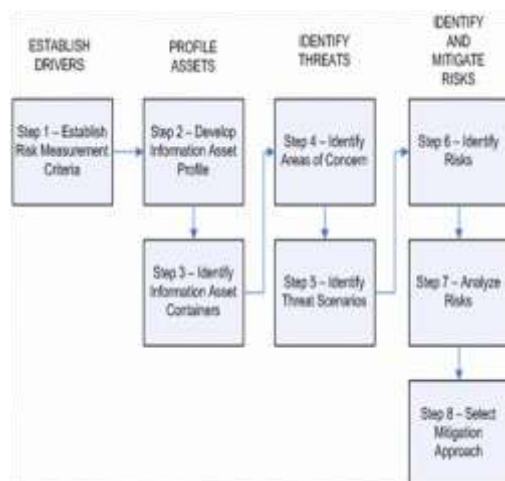 ESTABLISH
DRIVERS
PROFILE
ASSETS
IDENTIFY
THREATS
IDENTIFY
AND
MITIGATE
RISKS
Step 1 – Establish
Risk Measurement
Criteria
Step 2 – Develop
Information Asset
Profile
Step 3 – Identify
Information Asset
Containers
Step 4 – Identify
Areas of Concern
Step 5 – Identify
Threat Scenarios
Step 6 – Identify
Risks
Step 7 – Analyze
Risks
Step 8 – Select
Mitigation
Approach